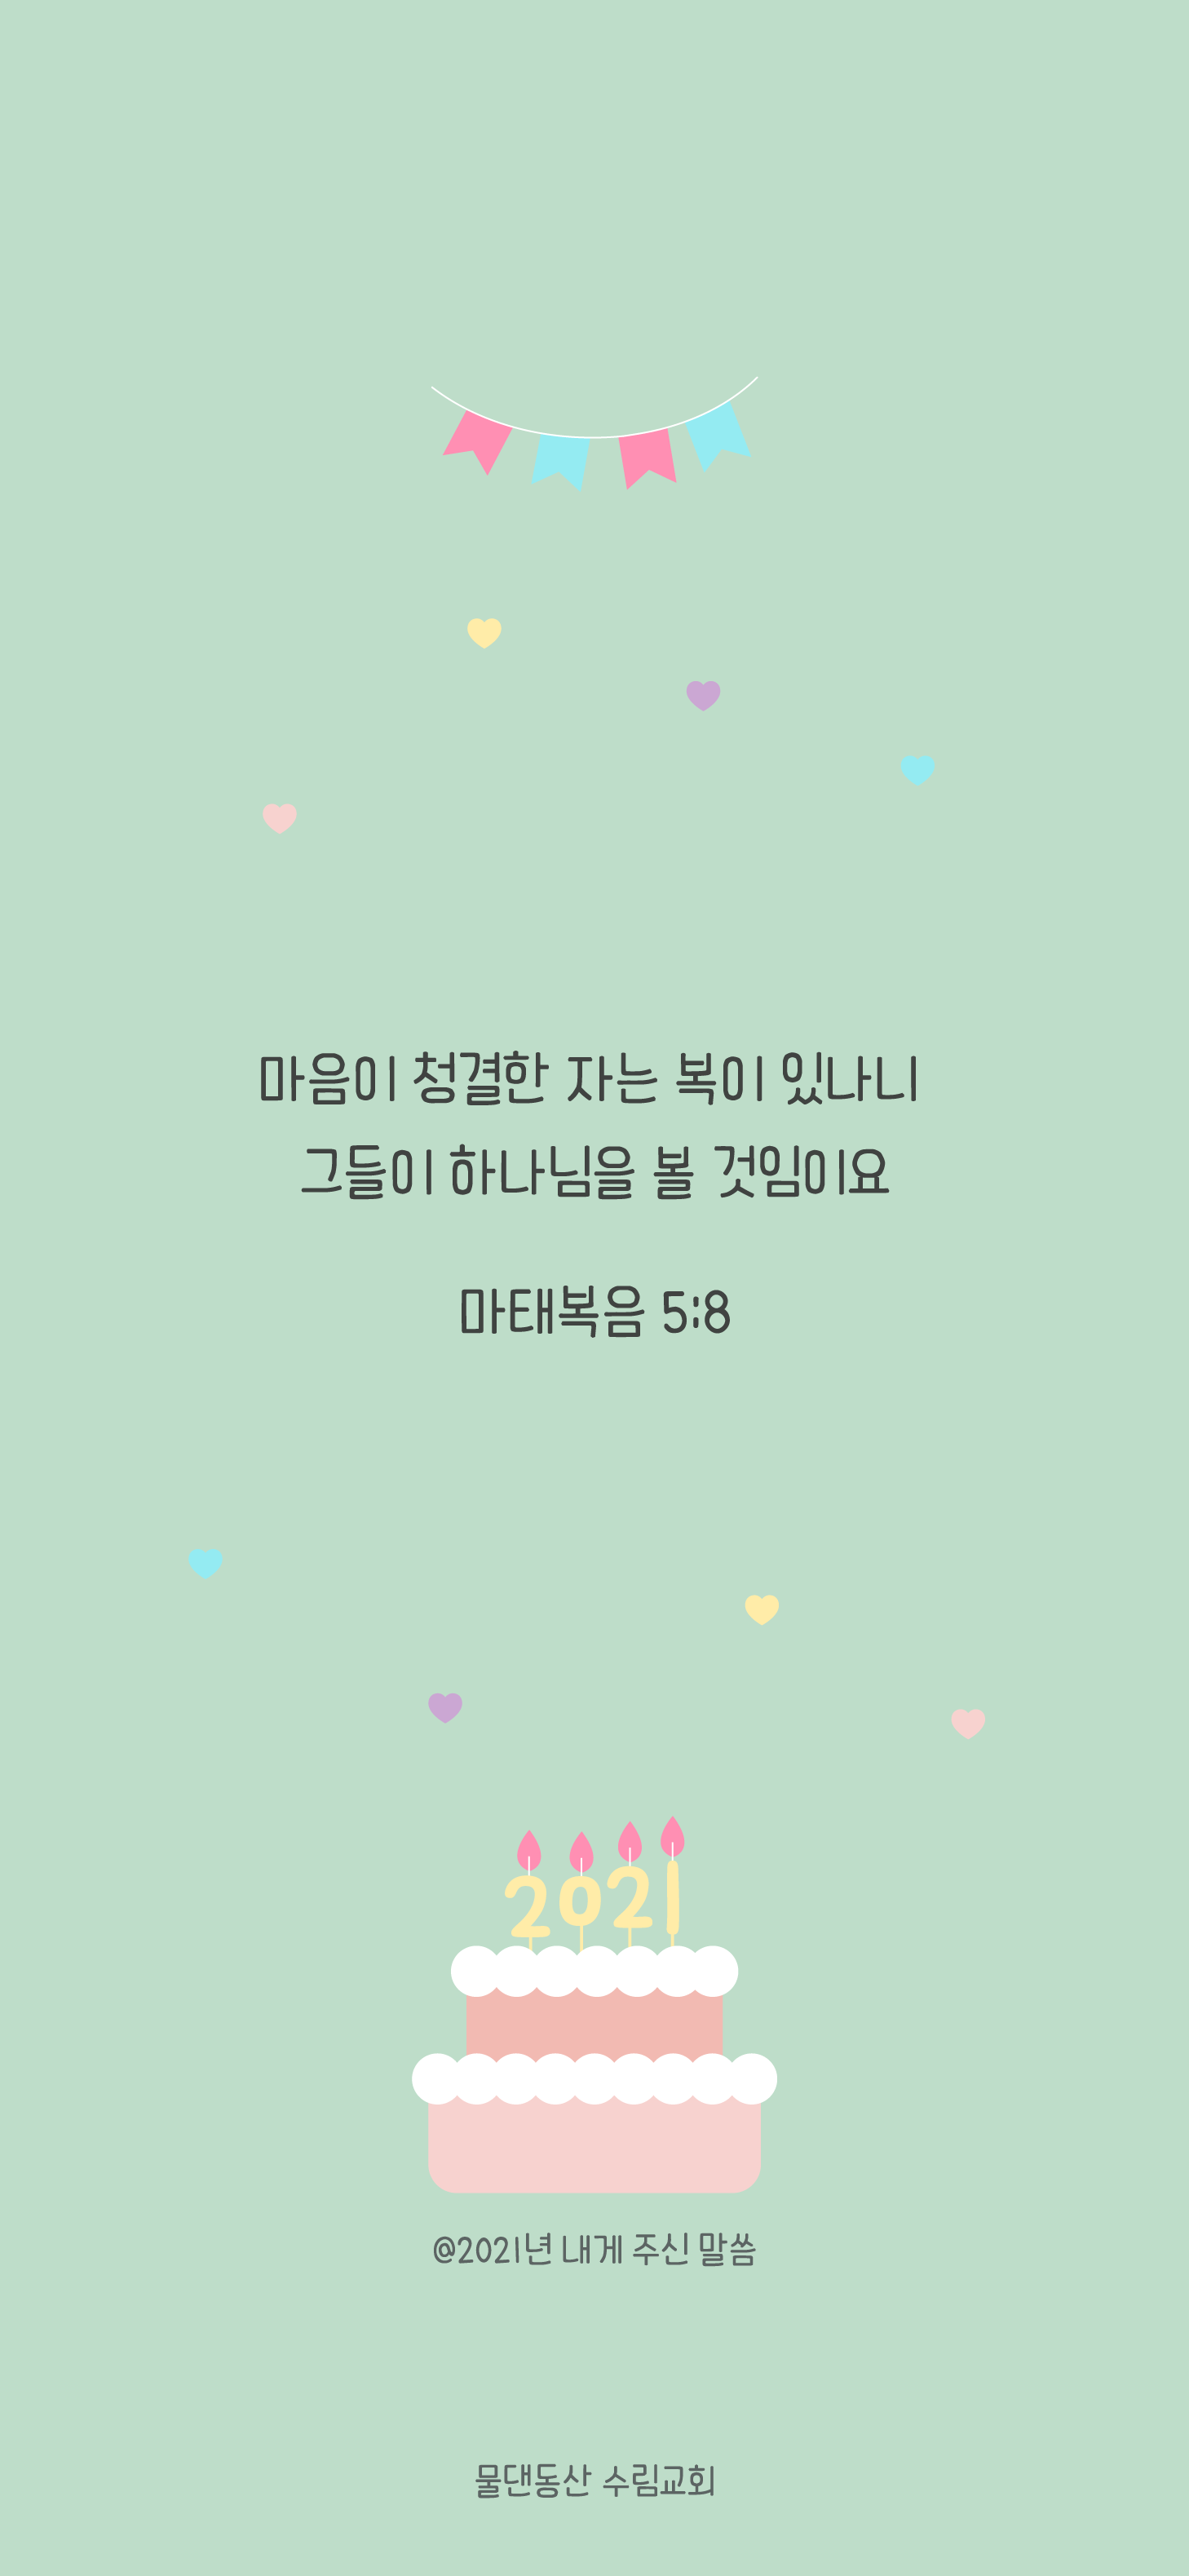 마음이 청결한 자는 복이 있나니
그들이 하나님을 볼 것임이요
마태복음 5:8
2021
@2021년 내게 주신 말씀
물댄동산 수림교회